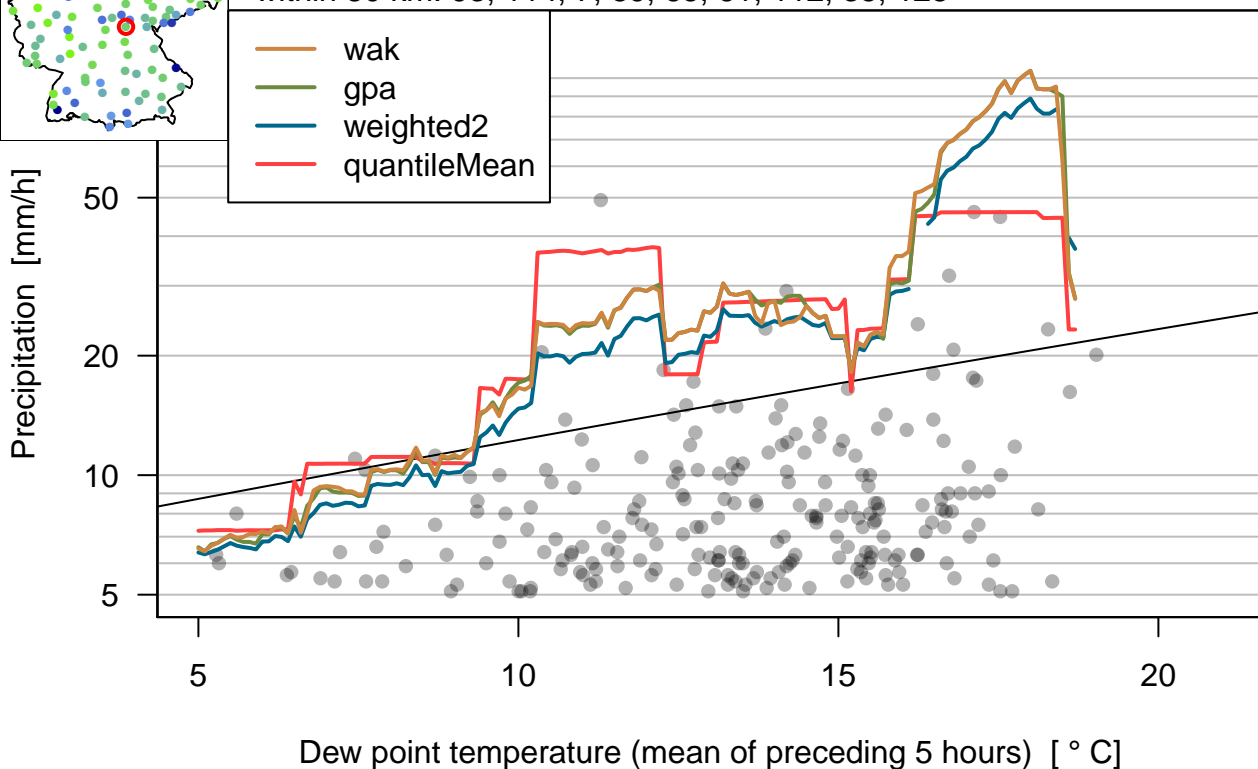 wak
gpa
weighted2
quantileMean
Precipitation [mm/h]
50
20
10
5
5 10 15 20
Dew point temperature (mean of preceding 5 hours) [ ° C]